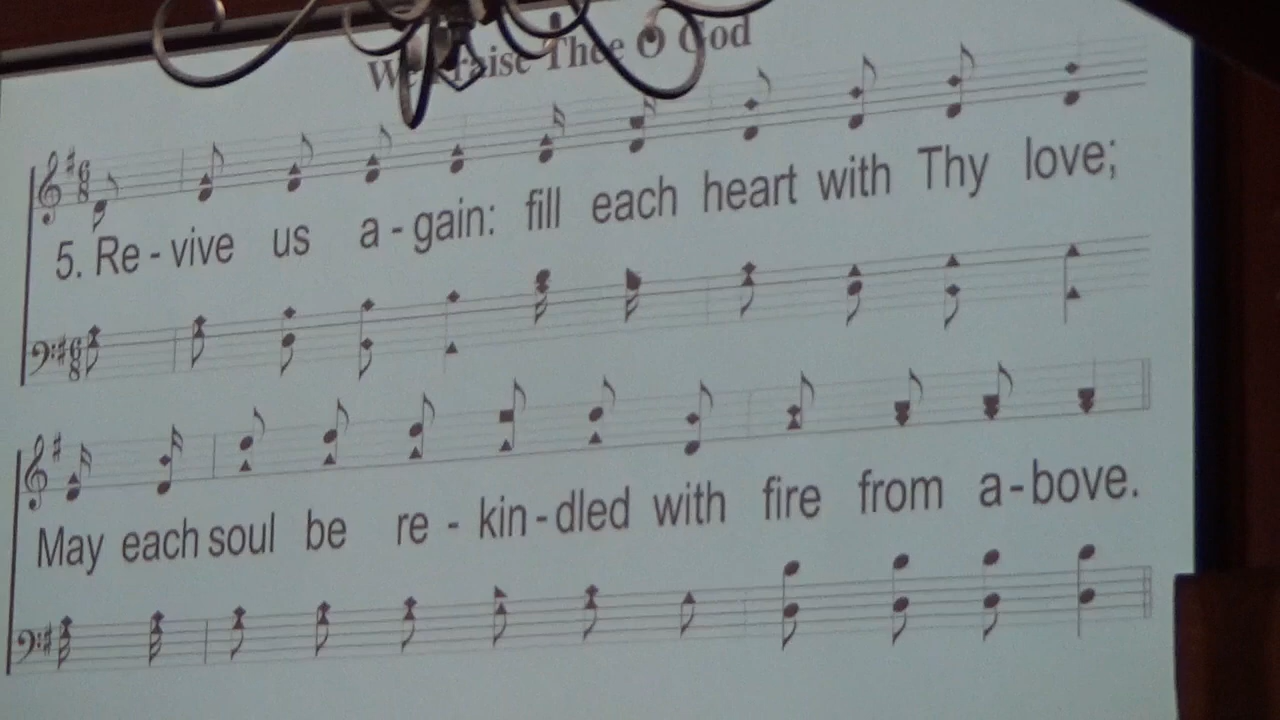 We Praise Thee O God
5. Re - vive us a - gain: fill each heart with Thy love;
May each soul be re - kin - dled with fire from a - bove.